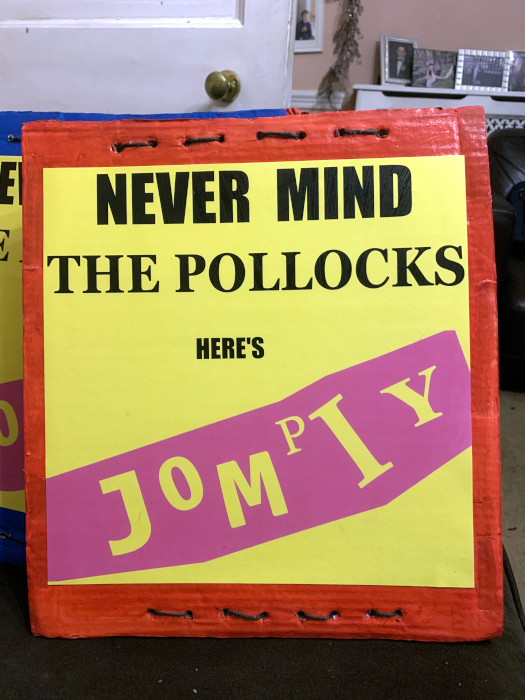 NEVER MIND
THE POLLOCKS
HERE'S
JOMPIY